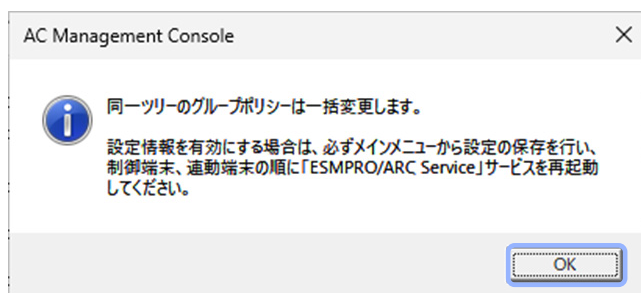 AC Management Console
同一ツリーのグループポリシーは一括変更します。
設定情報を有効にする場合は、必ずメインメニューから設定の保存を行い、
制御端末、連動端末の順に｢ESMPRO/ARC Service｣サービスを再起動
してください。
OK